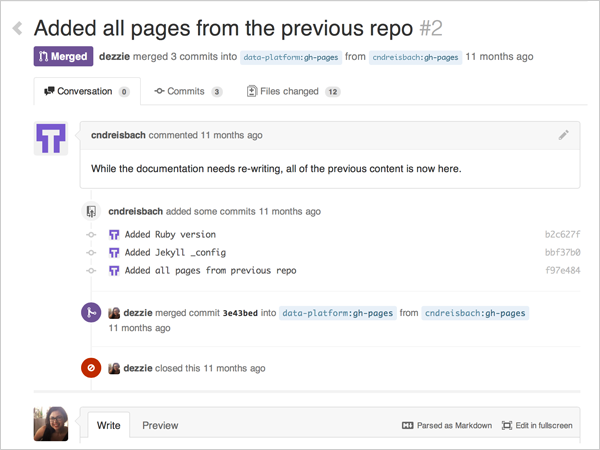 Added all pages from the previous repo #2
Merged dezzie merged 3 commits into data-platform:gh-pages from cndreisbach:gh-pages 11 months ago
Conversation 0 Commits 3 Files changed 12
cndreisbach commented 11 months ago
While the documentation needs re-writing, all of the previous content is now here.
cndreisbach added some commits 11 months ago
Added Ruby version b2c627f
Added Jekyll _config bbf37b0
Added all pages from previous repo f97e484
dezzie merged commit 3e43bed into data-platform:gh-pages from cndreisbach:gh-pages
11 months ago
dezzie closed this 11 months ago
Write Preview Parsed as Markdown Edit in fullscreen